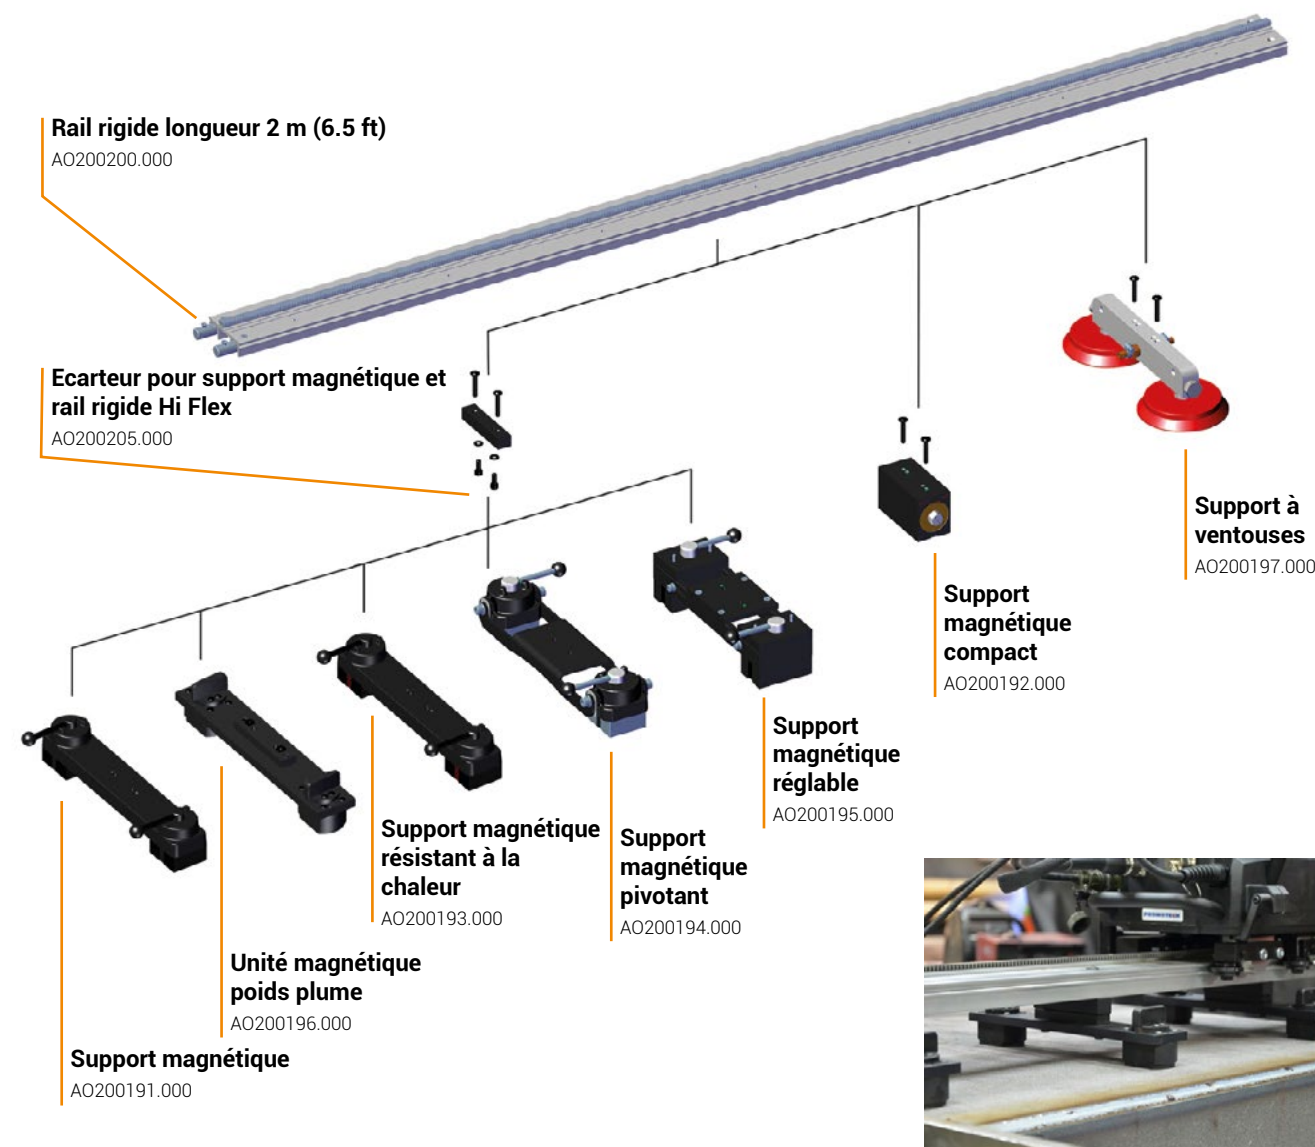 Rail rigide longueur 2 m (6.5 ft)
AO200200.000
Ecarteur pour support magnétique et
rail rigide Hi Flex
AO200205.000
Support à
ventouses
AO200197.000
Support
magnétique
compact
AO200192.000
Support
magnétique
réglable
AO200195.000
Support magnétique
résistant à la
chaleur
AO200193.000
Support
magnétique
pivotant
AO200194.000
Unité magnétique
poids plume
AO200196.000
Support magnétique
AO200191.000
PROMOTECH